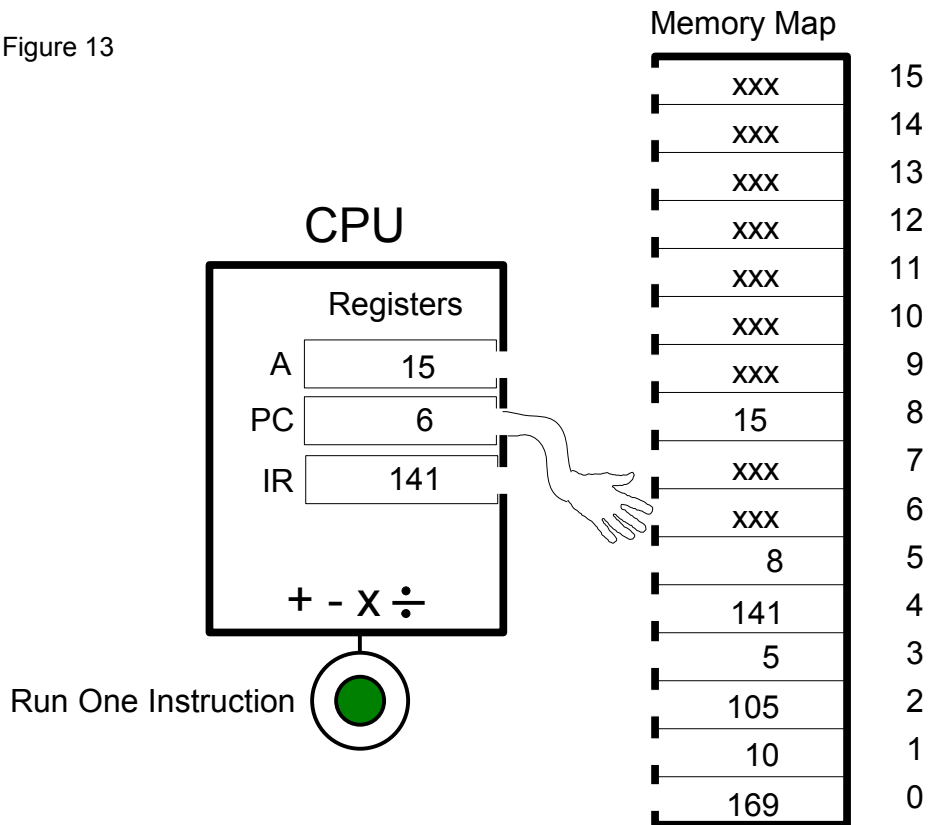 Figure 13
Memory Map
xxx 15
xxx 14
xxx 13
xxx 12
xxx 11
xxx 10
xxx 9
15 8
xxx 7
xxx 6
8 5
141 4
5 3
105 2
10 1
169 0
CPU
Registers
A 15
PC 6
IR 141
+ - x ÷
Run One Instruction